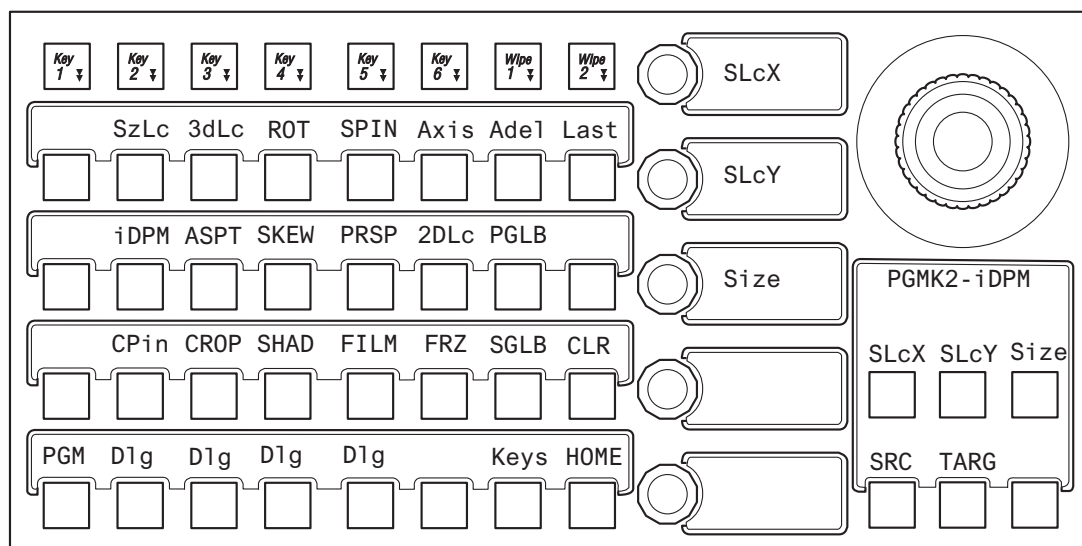 Key 1 Key 2 Key 3 Key 4 Key 5 Key 6 Wipe 1 Wipe 2
SLcX
SzLc 3dLc ROT SPIN Axis Adel Last
SLcY
iDPM ASPT SKEW PRSP 2DLc PGLB
Size
PGMK2-iDPM
CPin CROP SHAD FILM FRZ SGLB CLR
SLcX SLcY Size
PGM Dlg Dlg Dlg Dlg Keys HOME
SRC TARG